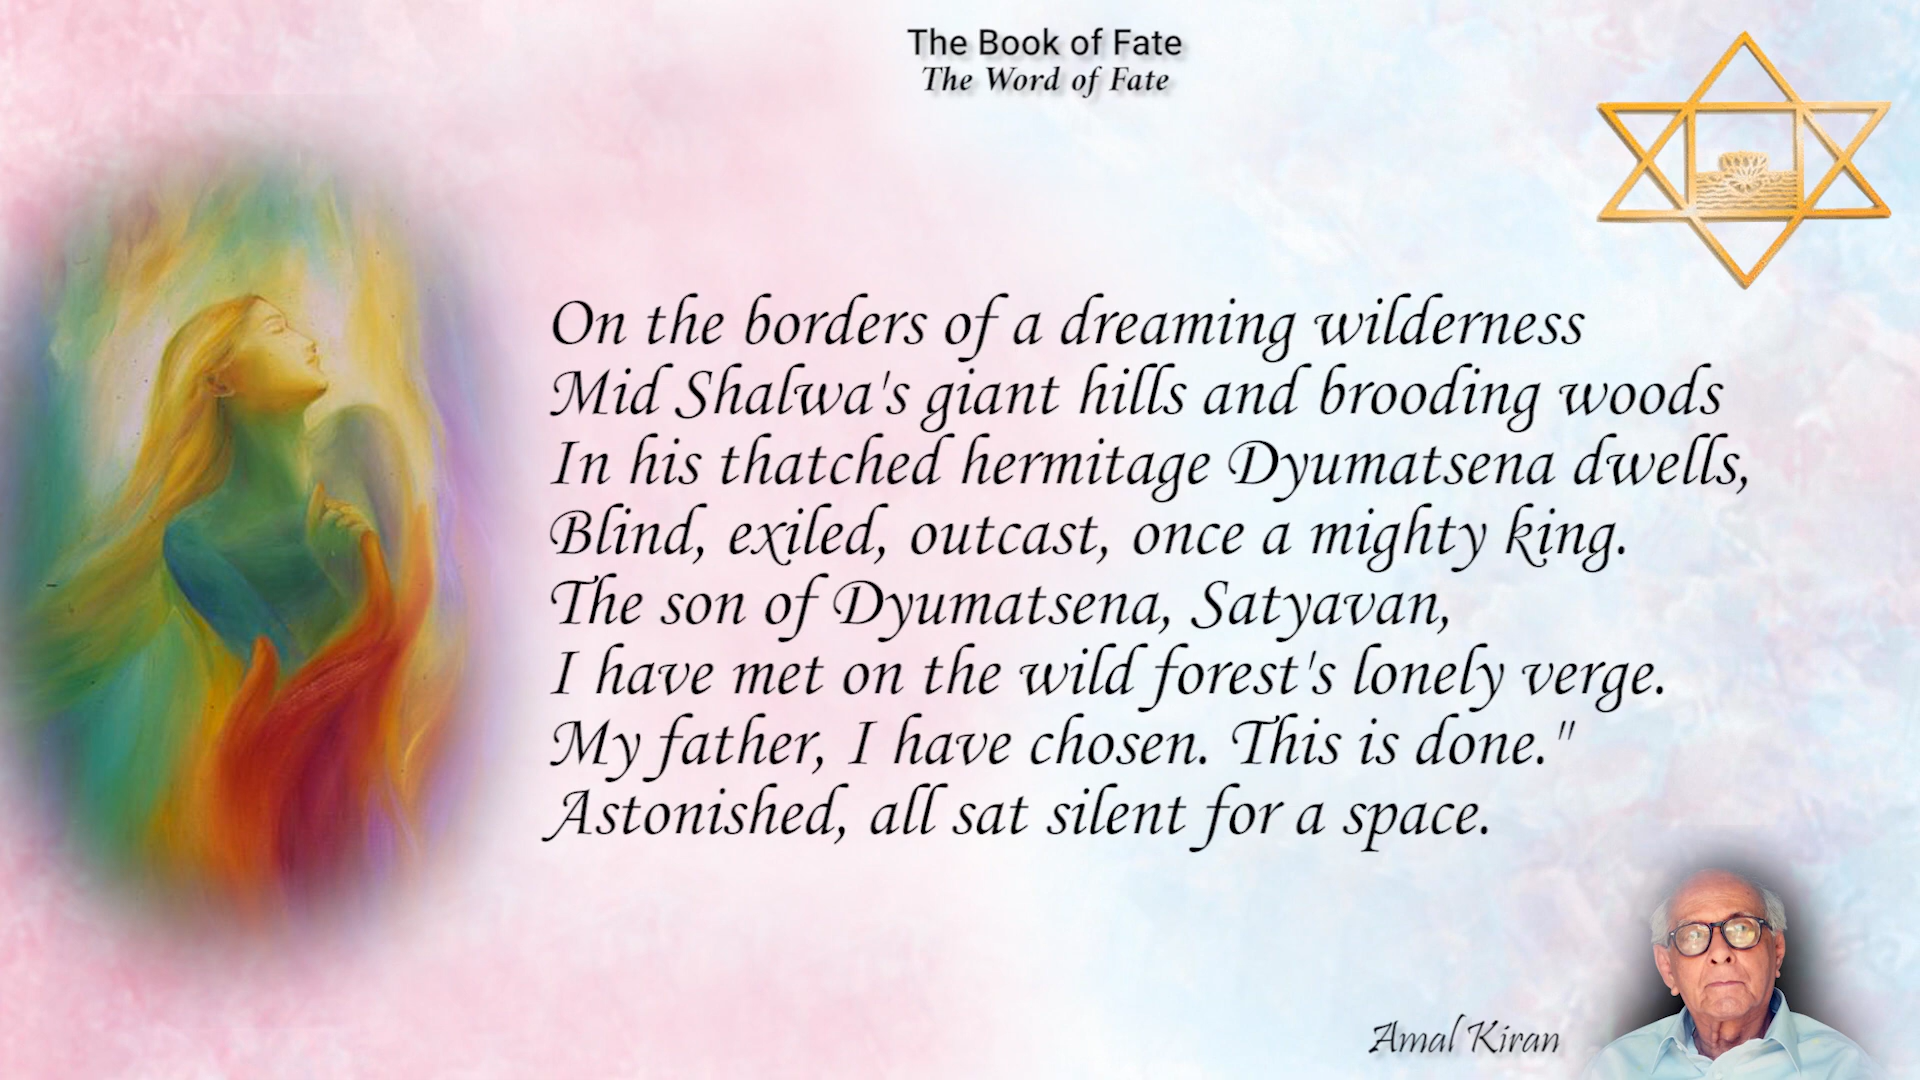 The Book of Fate
The Word of Fate
On the borders of a dreaming wilderness
Mid Shalwa's giant hills and brooding woods
In his thatched hermitage Dyumatsena dwells,
Blind, exiled, outcast, once a mighty king.
The son of Dyumatsena, Satyavan,
I have met on the wild forest's lonely verge.
My father, I have chosen. This is done."
Astonished, all sat silent for a space.
Amal Kiran